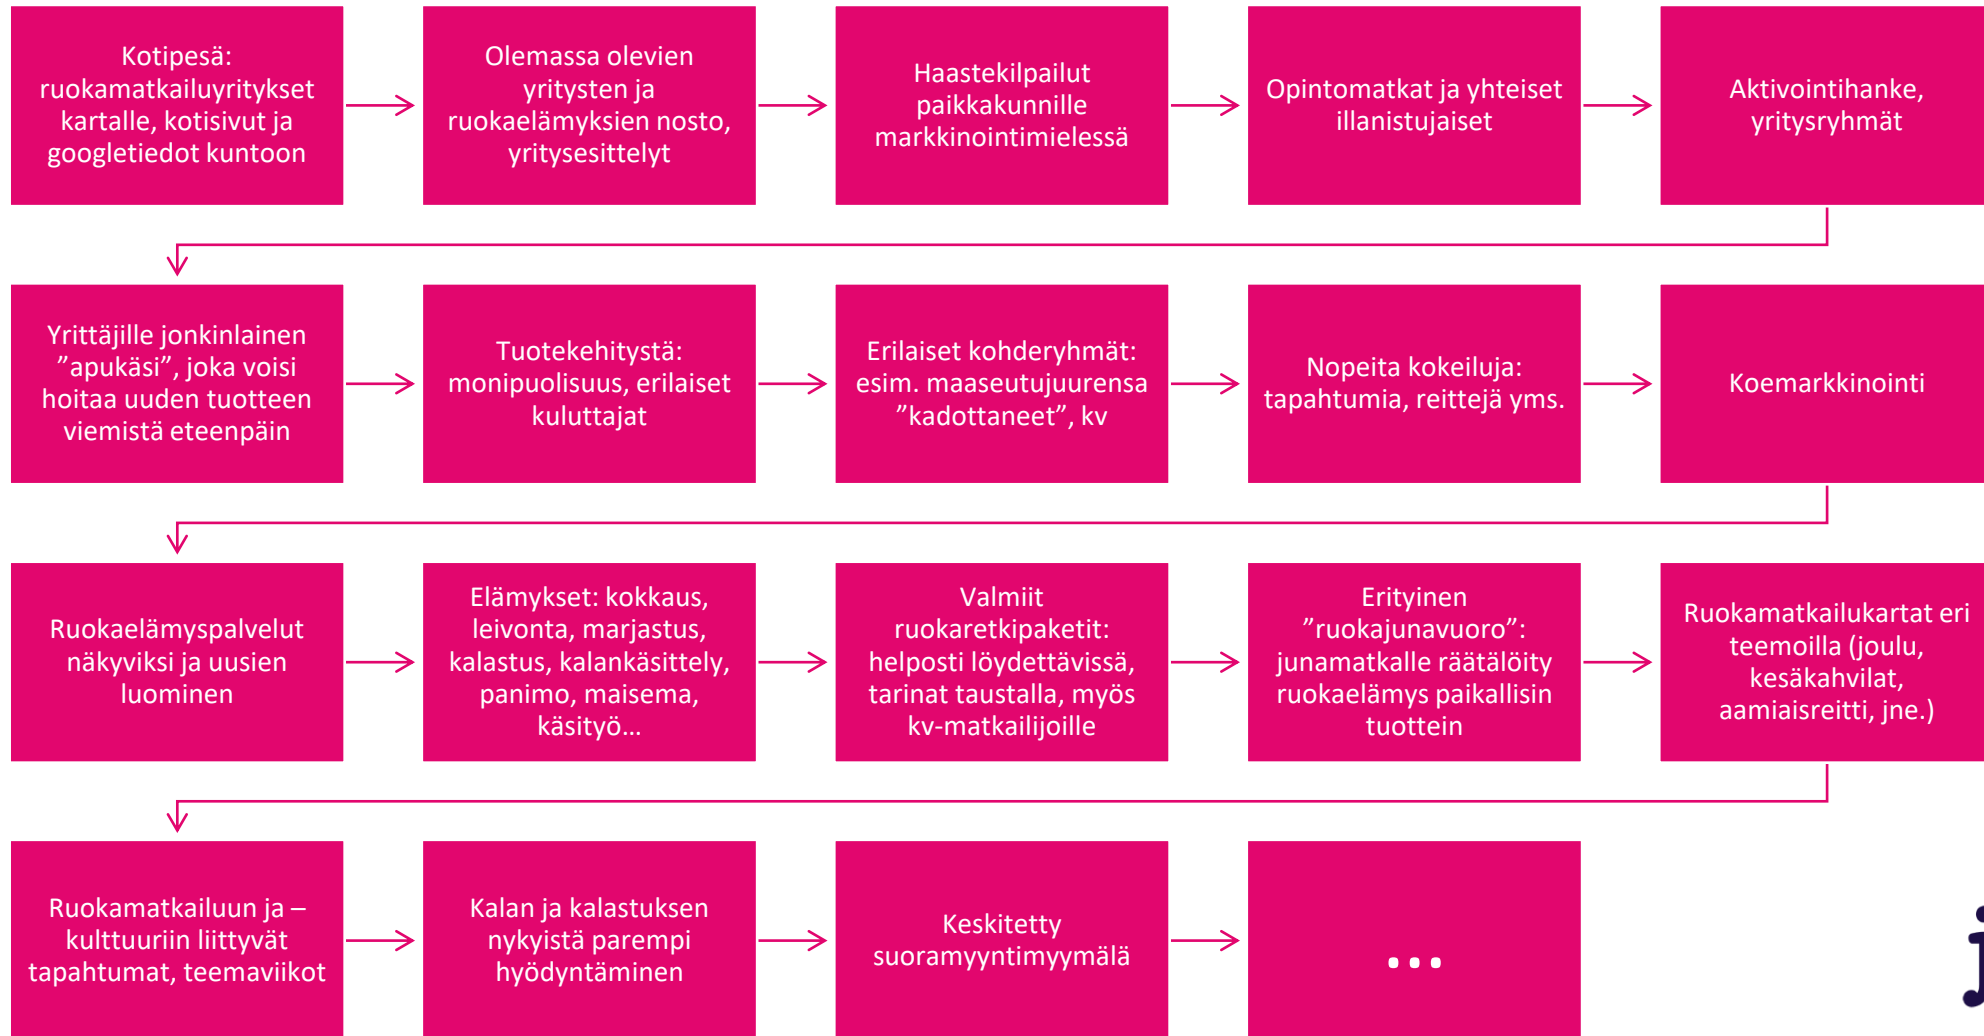 Kotipesä:
ruokamatkailuyritykset
kartalle, kotisivut ja
googletiedot kuntoon
Olemassa olevien
yritysten ja
ruokaelämyksien nosto,
yritysesittelyt
Haastekilpailut
paikkakunnille
markkinointimielessä
Opintomatkat ja yhteiset
illanistujaiset
Aktivointihanke,
yritysryhmät
Yrittäjille jonkinlainen
”apukäsi”, joka voisi
hoitaa uuden tuotteen
viemistä eteenpäin
Tuotekehitystä:
monipuolisuus, erilaiset
kuluttajat
Erilaiset kohderyhmät:
esim. maaseutujuurensa
”kadottaneet”, kv
Nopeita kokeiluja:
tapahtumia, reittejä yms.
Koemarkkinointi
Ruokaelämyspalvelut
näkyviksi ja uusien
luominen
Elämykset: kokkaus,
leivonta, marjastus,
kalastus, kalankäsittely,
panimo, maisema,
käsityö…
Valmiit
ruokaretkipaketit:
helposti löydettävissä,
tarinat taustalla, myös
kv-matkailijoille
Erityinen
”ruokajunavuoro”:
junamatkalle räätälöity
ruokaelämys paikallisin
tuottein
Ruokamatkailukartat eri
teemoilla (joulu,
kesäkahvilat,
aamiaisreitti, jne.)
Ruokamatkailuun ja –
kulttuuriin liittyvät
tapahtumat, teemaviikot
Kalan ja kalastuksen
nykyistä parempi
hyödyntäminen
Keskitetty
suoramyyntimyymälä
…
j